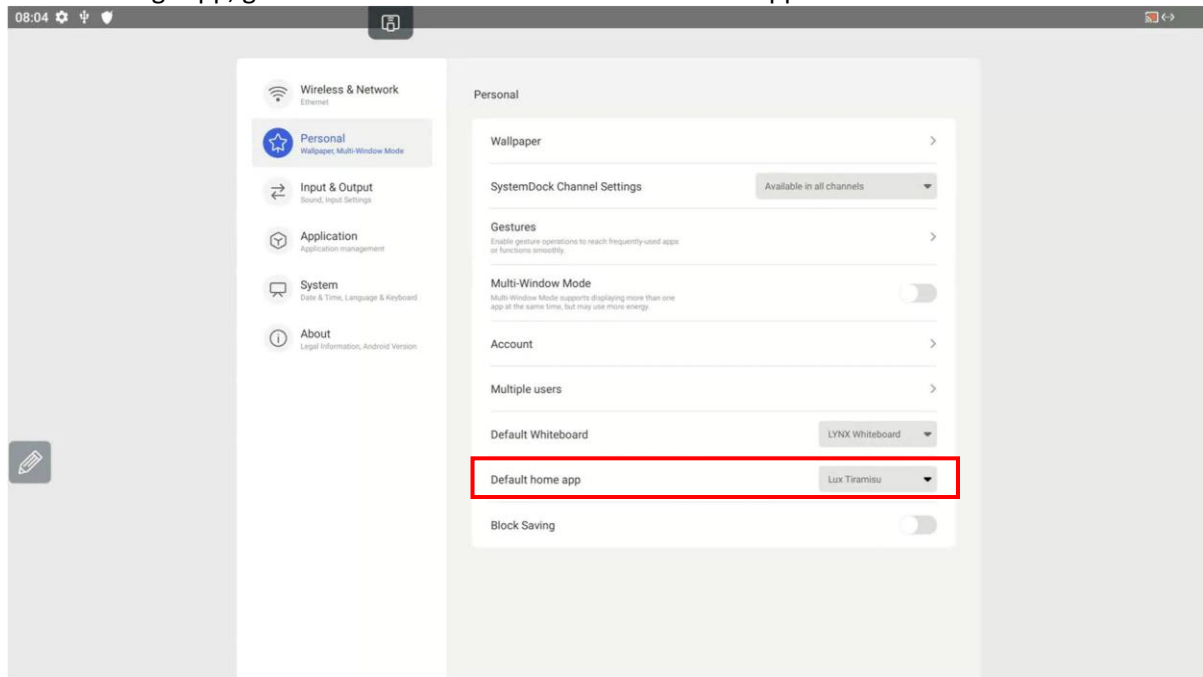 08:04
Wireless & Network
Ethernet
Personal
Wallpaper, Multi-Window Mode
Input & Output
Sound, Input Settings
Application
Application management
System
Date & Time, Language & Keyboard
About
Legal Information, Android Version
Personal
Wallpaper
SystemDock Channel Settings
Available in all channels
Gestures
Enable gesture operations to reach frequently-used apps
or functions smoothly.
Multi-Window Mode
Multi-Window Mode supports displaying more than one
app at the same time, but may use more energy.
Account
Multiple users
Default Whiteboard
LYNX Whiteboard
Default home app
Lux Tiramisu
Block Saving